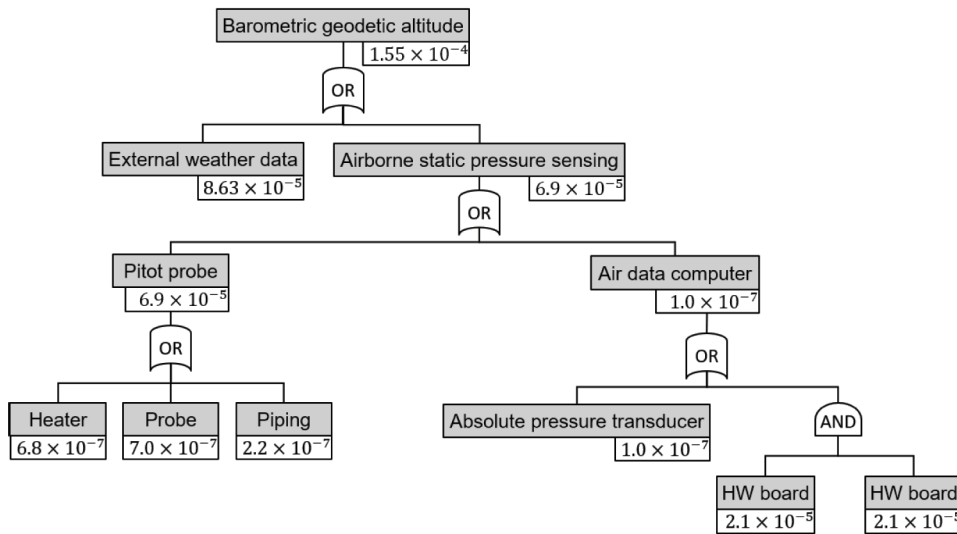 Barometric geodetic altitude
1.55 × 10⁻⁴
OR
External weather data
8.63 × 10⁻⁵
Airborne static pressure sensing
6.9 × 10⁻⁵
OR
Pitot probe
6.9 × 10⁻⁵
Air data computer
1.0 × 10⁻⁷
OR
OR
Heater
6.8 × 10⁻⁷
Probe
7.0 × 10⁻⁷
Piping
2.2 × 10⁻⁷
Absolute pressure transducer
1.0 × 10⁻⁷
AND
HW board
2.1 × 10⁻⁵
HW board
2.1 × 10⁻⁵